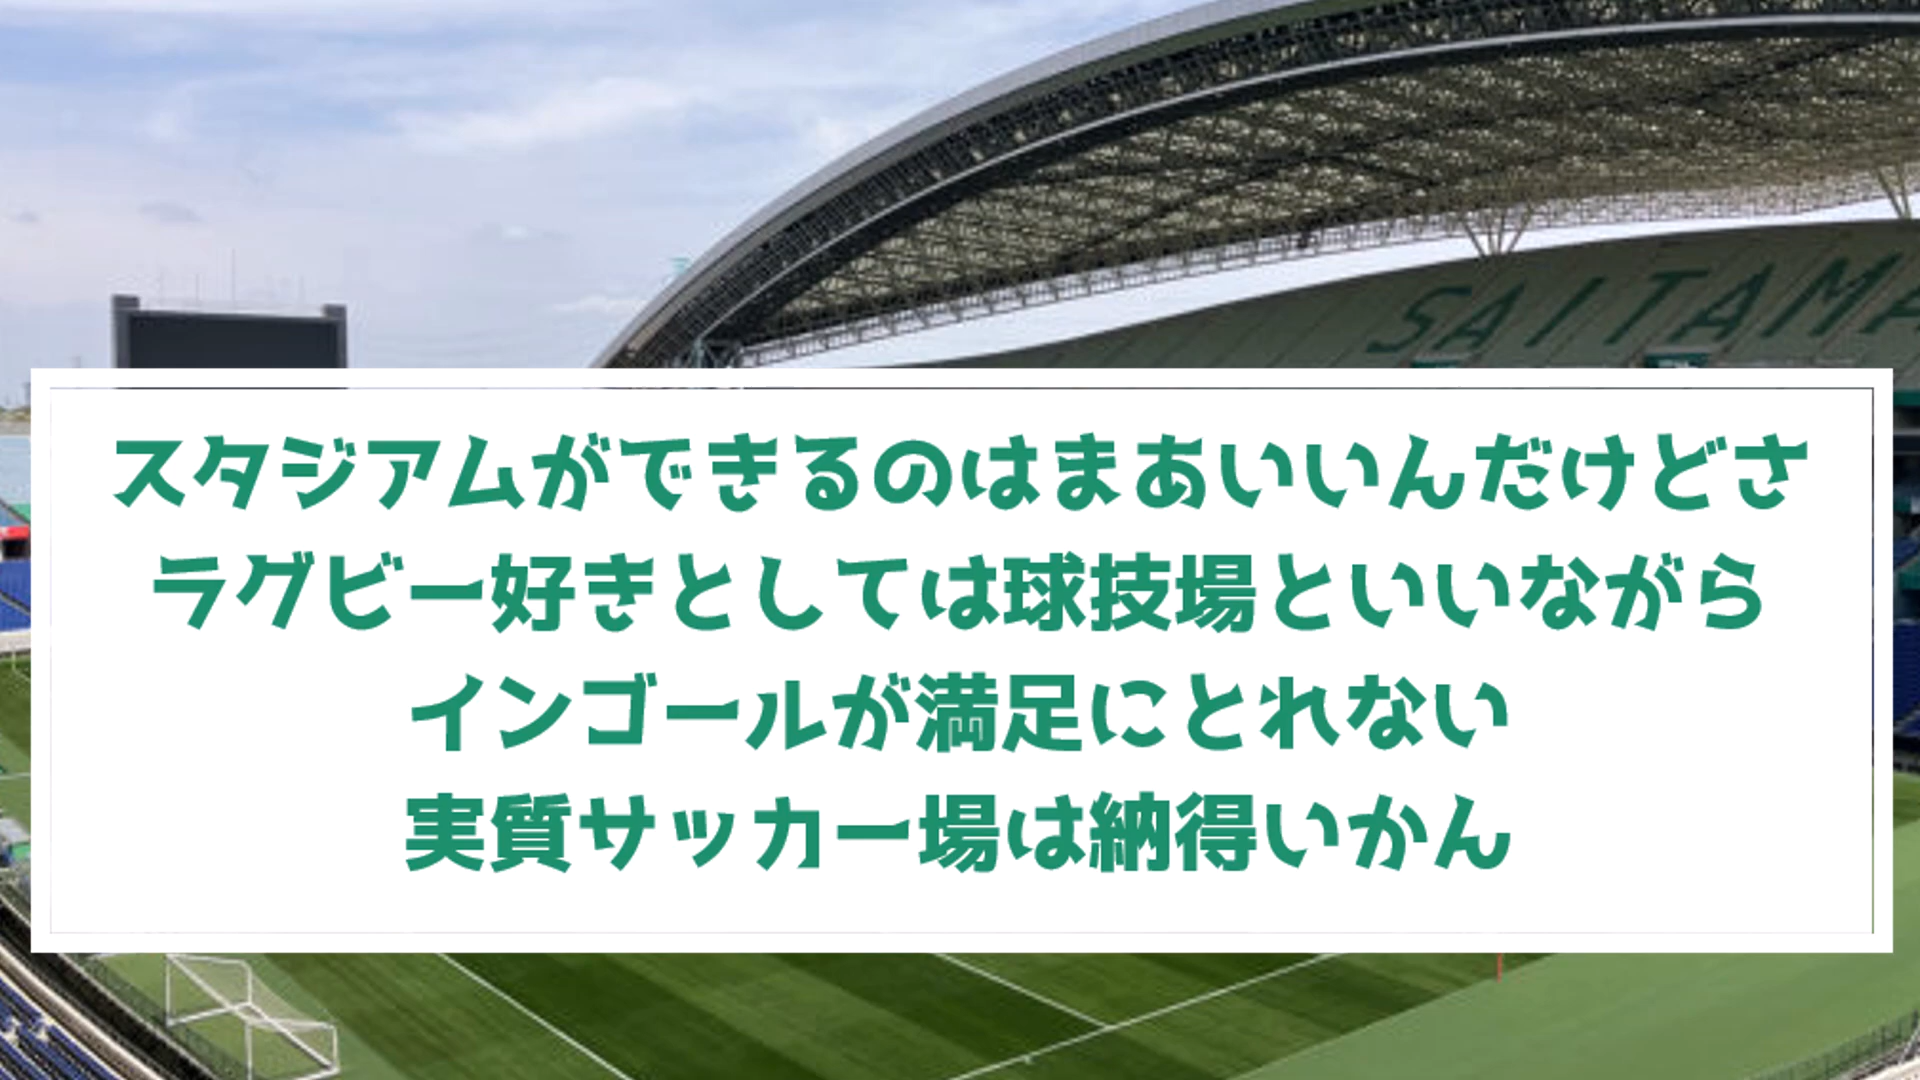 SAITAMA
スタジアムができるのはまあいいんだけどさ
ラグビー好きとしては球技場といいながら
インゴールが満足にとれない
実質サッカー場は納得いかん